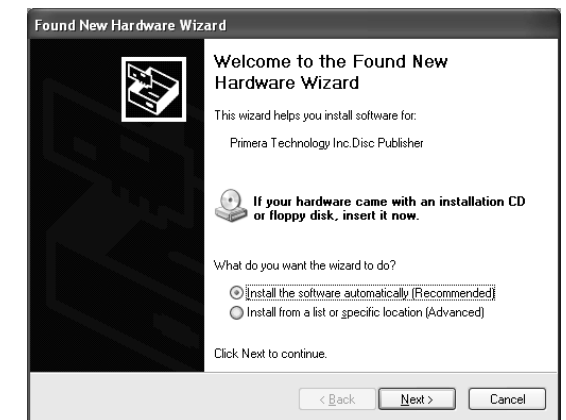 Found New Hardware Wizard
Welcome to the Found New
Hardware Wizard
This wizard helps you install software for:
Primera Technology Inc.Disc Publisher
If your hardware came with an installation CD
or floppy disk, insert it now.
What do you want the wizard to do?
Install the software automatically (Recommended)
Install from a list or specific location (Advanced)
Click Next to continue.
< Back Next > Cancel